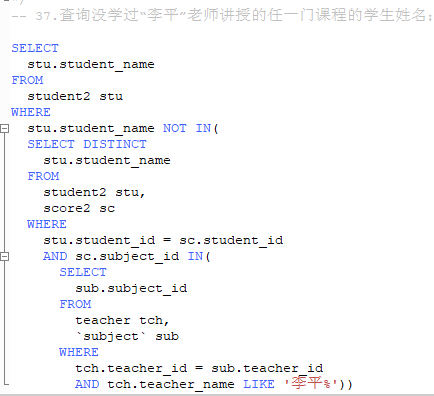 -- 37.查询没学过“李平”老师讲授的任一门课程的学生姓名;
SELECT
stu.student_name
FROM
student2 stu
WHERE
stu.student_name NOT IN(
SELECT DISTINCT
stu.student_name
FROM
student2 stu,
score2 sc
WHERE
stu.student_id = sc.student_id
AND sc.subject_id IN(
SELECT
sub.subject_id
FROM
teacher tch,
`subject` sub
WHERE
tch.teacher_id = sub.teacher_id
AND tch.teacher_name LIKE '李平%'))